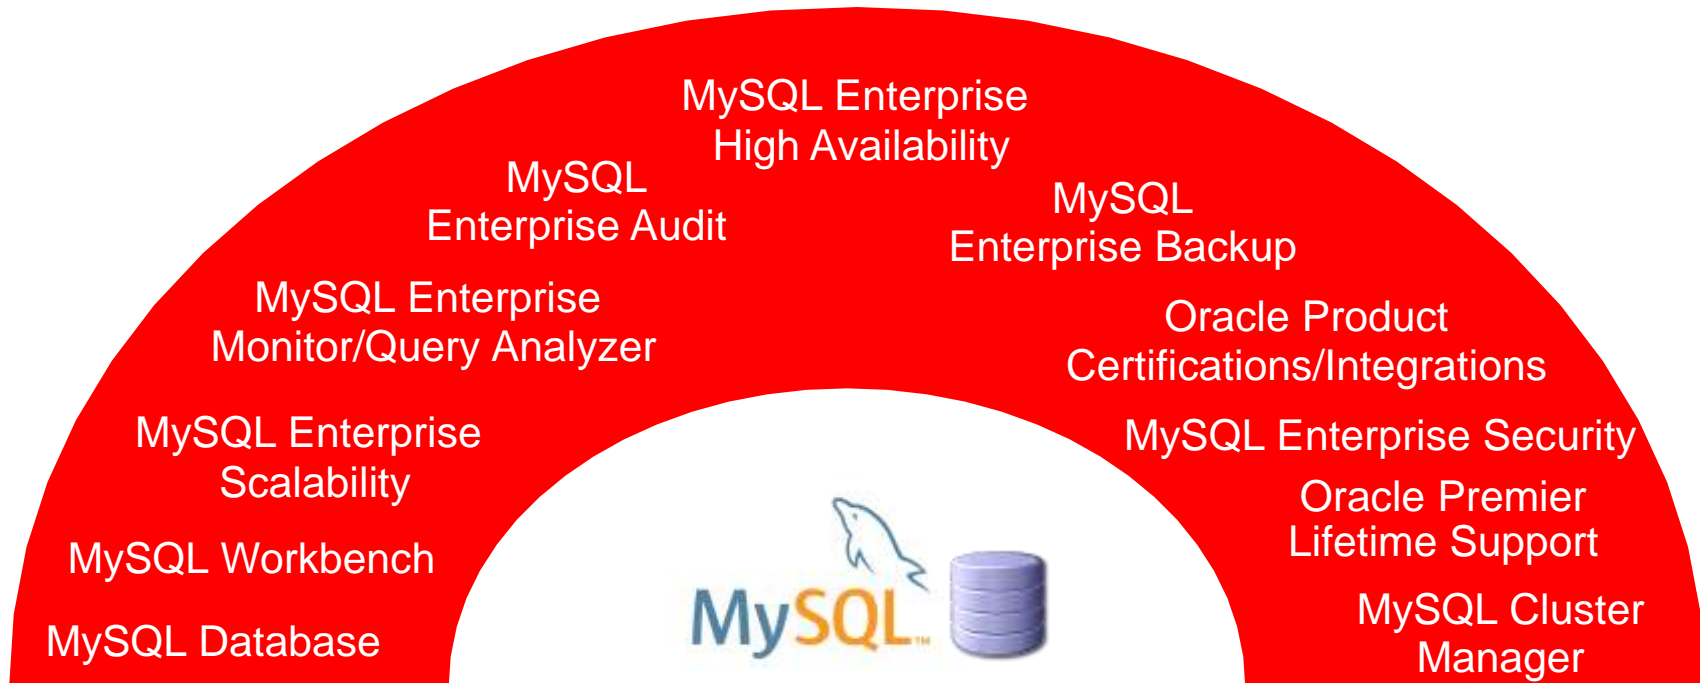 MySQL Enterprise
High Availability
MySQL
Enterprise Audit
MySQL
Enterprise Backup
MySQL Enterprise
Monitor/Query Analyzer
Oracle Product
Certifications/Integrations
MySQL Enterprise
Scalability
MySQL Enterprise Security
Oracle Premier
Lifetime Support
MySQL Workbench
MySQL Database
MySQL™
MySQL Cluster
Manager